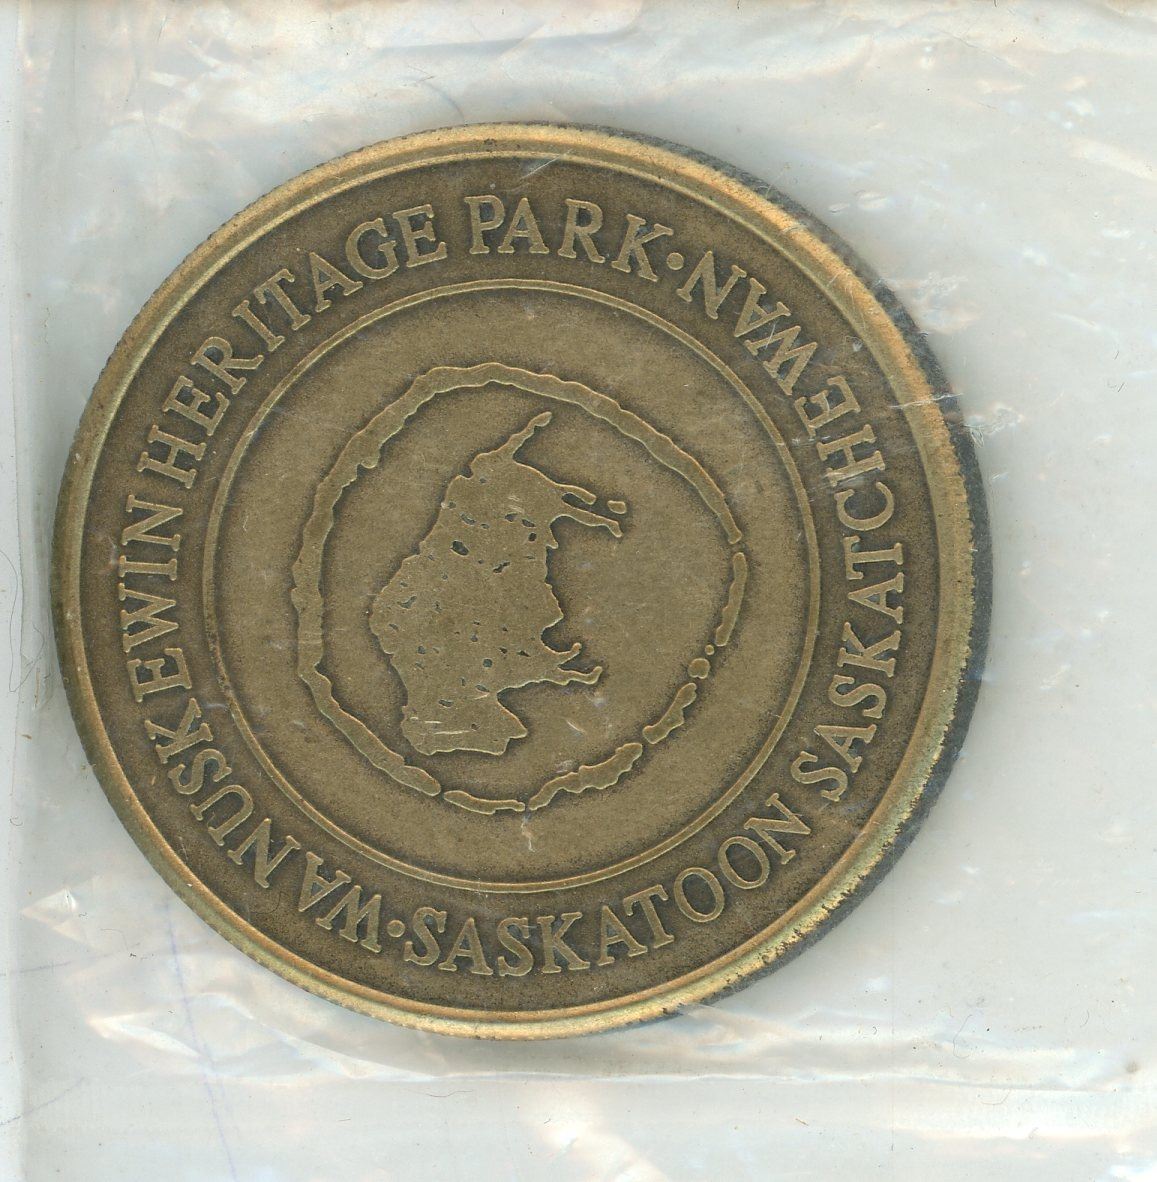 WANUSKEWIN HERITAGE PARK •
SASKATOON SASKATCHEWAN •